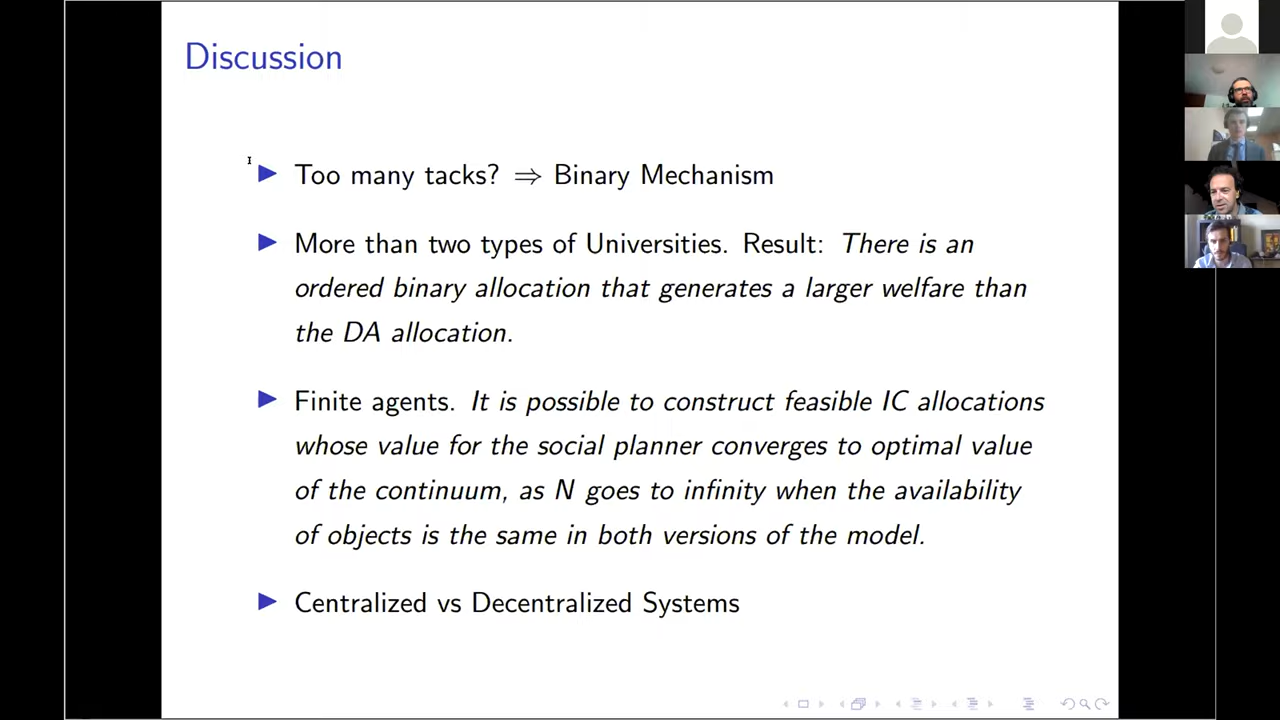 Discussion
Too many tacks? ⇒ Binary Mechanism
More than two types of Universities. Result: There is an
ordered binary allocation that generates a larger welfare than
the DA allocation.
Finite agents. It is possible to construct feasible IC allocations
whose value for the social planner converges to optimal value
of the continuum, as N goes to infinity when the availability
of objects is the same in both versions of the model.
Centralized vs Decentralized Systems